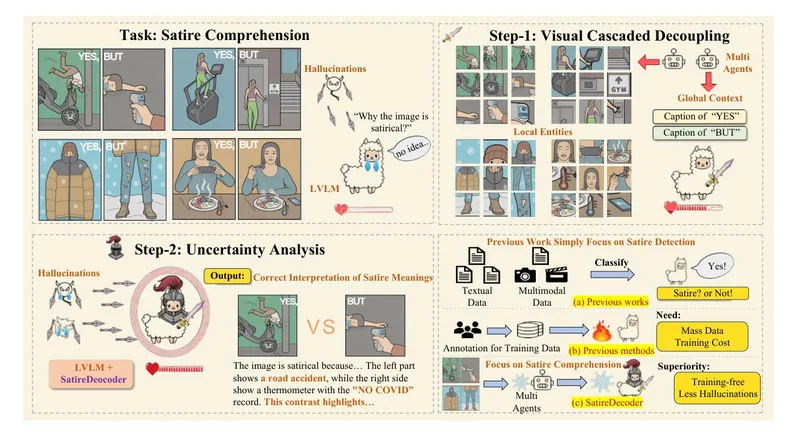 Task: Satire Comprehension
YES, BUT
YES, BUT
YES, BUT
YES, BUT
Hallucinations
“Why the image is
satirical?”
no idea..
LVLM
Step-1: Visual Cascaded Decoupling
Multi
Agents
Global Context
Caption of “YES”
Caption of “BUT”
GYM
Local Entities
Step-2: Uncertainty Analysis
Hallucinations
Output:
Correct Interpretation of Satire Meanings
YES,
VS
BUT
LVLM +
SatireDeocoder
The image is satirical because… The left part
shows a road accident, while the right side
show a thermometer with the "NO COVID”
record. This contrast highlights…
Previous Work Simply Focus on Satire Detection
Textual
Data
Multimodal
Data
Classify
Yes!
Satire? or Not!
(a) Previous works
Annotation for Training Data
(b) Previous methods
Need:
Mass Data
Training Cost
Focus on Satire Comprehension
Multi
Agents
(c) SatireDecoder
Superiority:
Training-free
Less Hallucinations